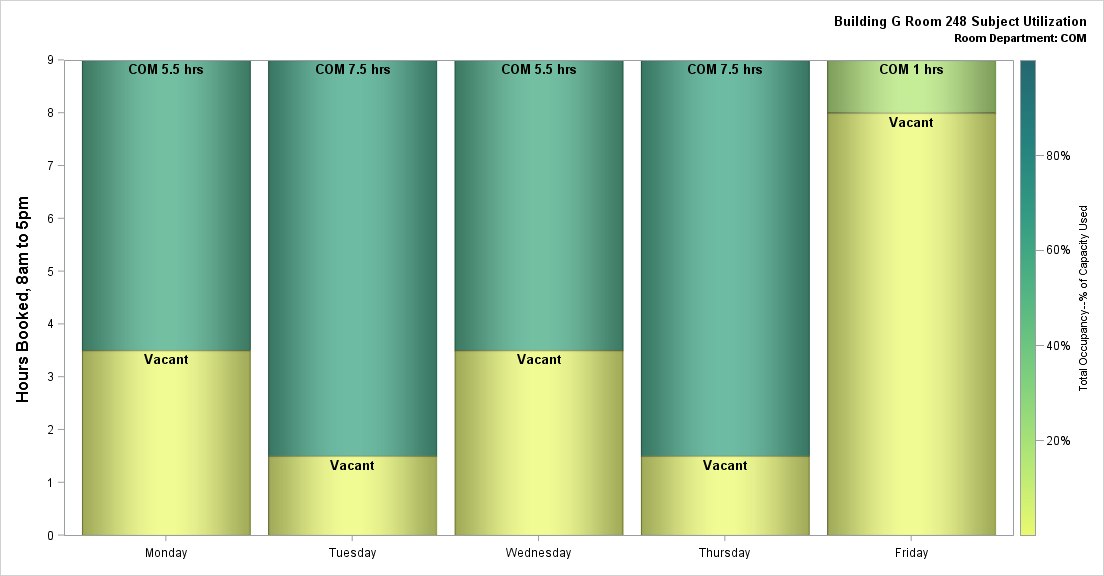 Building G Room 248 Subject Utilization
Room Department: COM
Hours Booked, 8am to 5pm
9
8
7
6
5
4
3
2
1
0
COM 5.5 hrs
Vacant
COM 7.5 hrs
Vacant
COM 5.5 hrs
Vacant
COM 7.5 hrs
Vacant
COM 1 hrs
Vacant
Monday
Tuesday
Wednesday
Thursday
Friday
80%
60%
40%
20%
Total Occupancy--% of Capacity Used